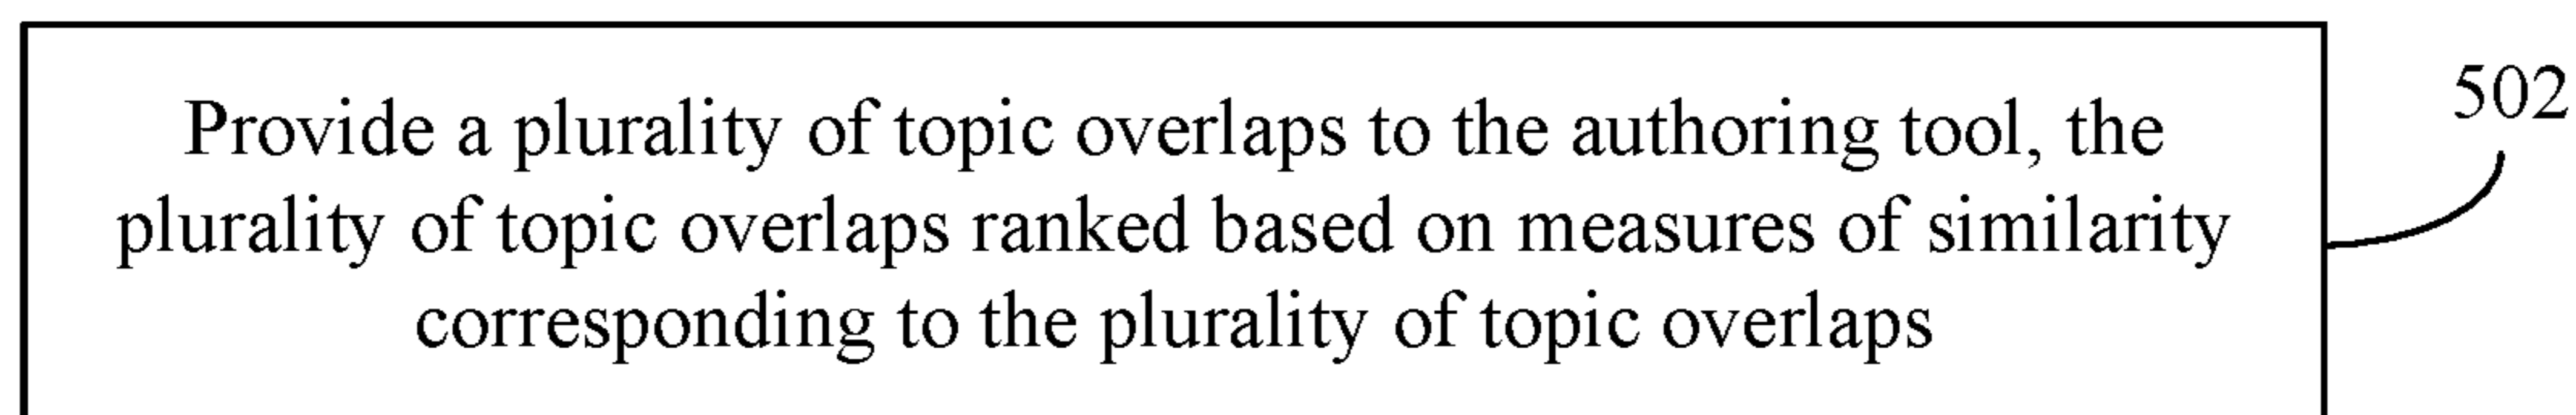 Provide a plurality of topic overlaps to the authoring tool, the
plurality of topic overlaps ranked based on measures of similarity
corresponding to the plurality of topic overlaps
502